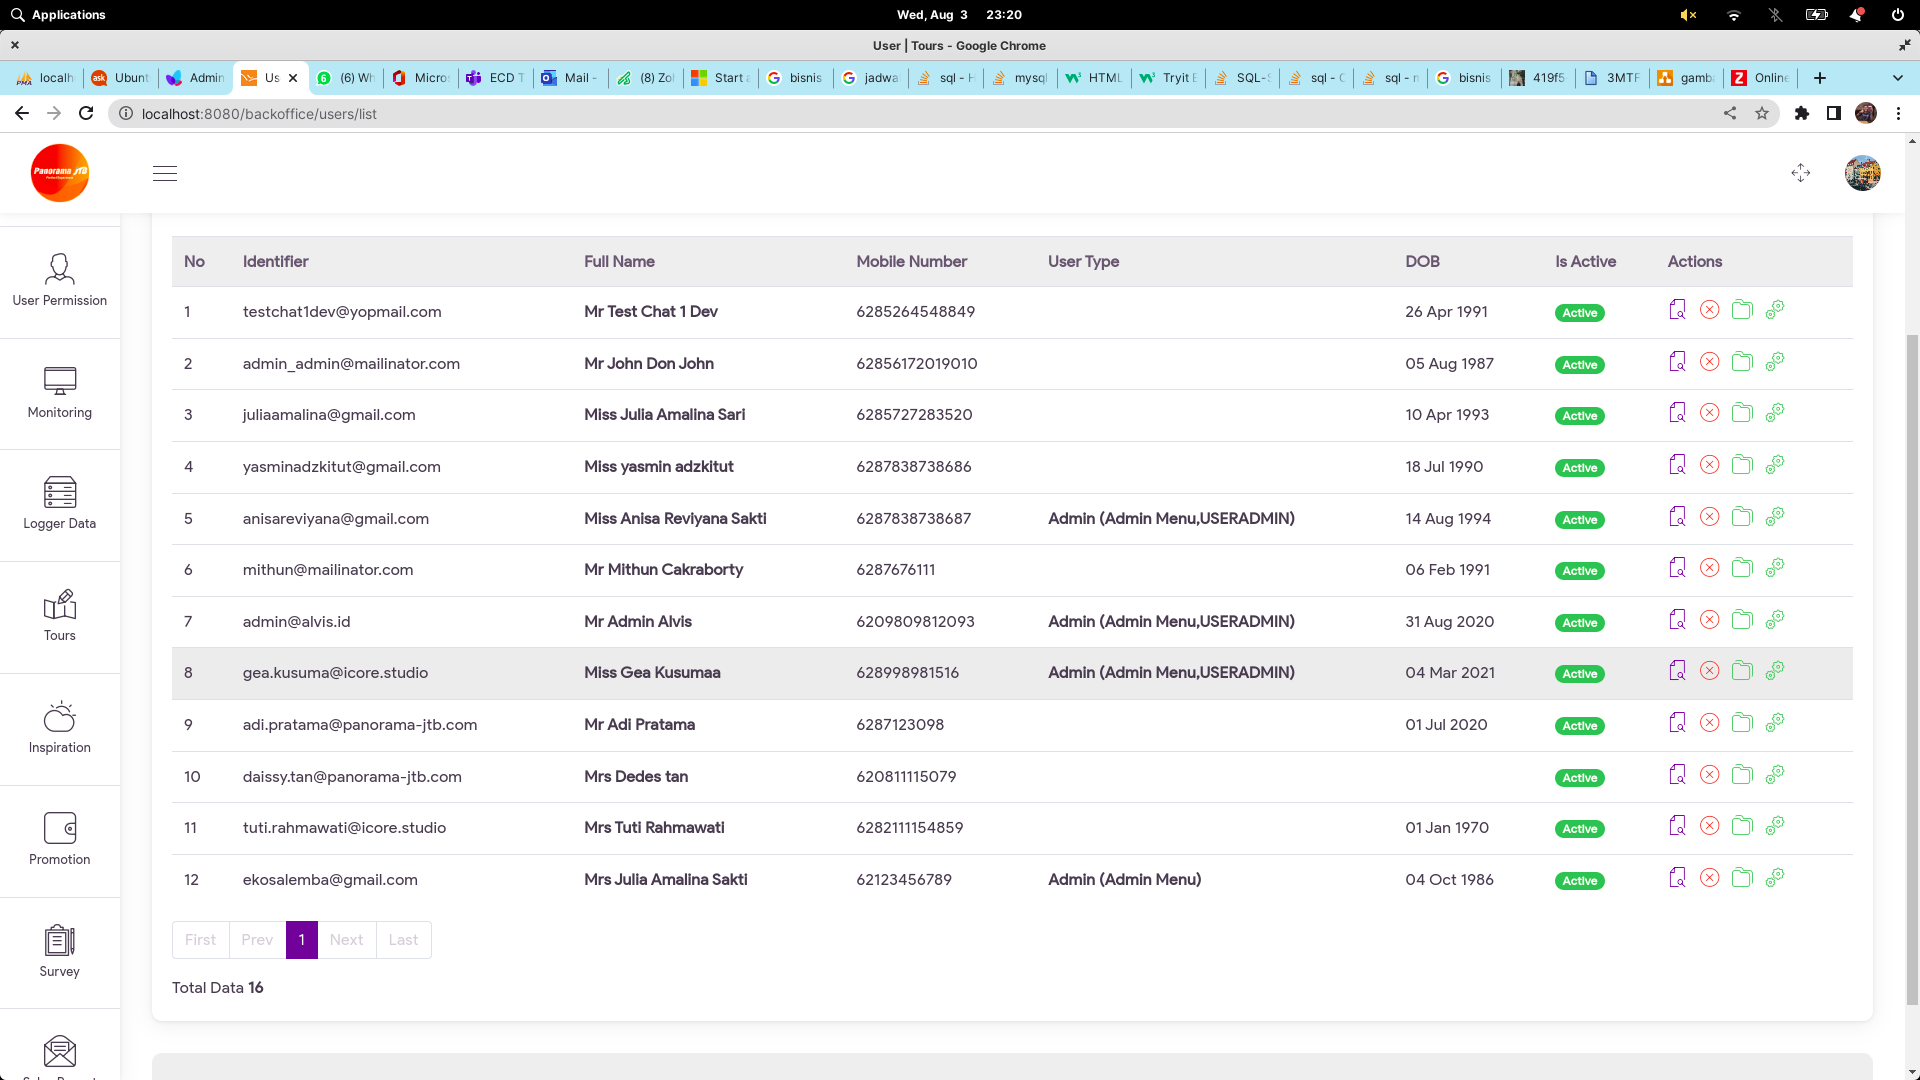 Applications
Wed, Aug 3 23:20
User | Tours - Google Chrome
localh
Ubunt
Admin
Us
(6) Wh
Micros
ECD T
Mail -
(8) Zoh
Start a
bisnis
jadwa
sql - H
mysql
HTML
Tryit E
SQL-S
sql - C
sql - n
bisnis
419f5
3MTF
gamba
Online
localhost:8080/backoffice/users/list
Panorama JTB
User Permission
Monitoring
Logger Data
Tours
Inspiration
Promotion
Survey
No Identifier Full Name Mobile Number User Type DOB Is Active Actions
1 testchat1dev@yopmail.com Mr Test Chat 1 Dev 6285264548849 26 Apr 1991 Active
2 admin_admin@mailinator.com Mr John Don John 62856172019010 05 Aug 1987 Active
3 juliaamalina@gmail.com Miss Julia Amalina Sari 6285727283520 10 Apr 1993 Active
4 yasminadzkitut@gmail.com Miss yasmin adzkitut 6287838738686 18 Jul 1990 Active
5 anisareviyana@gmail.com Miss Anisa Reviyana Sakti 6287838738687 Admin (Admin Menu,USERADMIN) 14 Aug 1994 Active
6 mithun@mailinator.com Mr Mithun Cakraborty 6287676111 06 Feb 1991 Active
7 admin@alvis.id Mr Admin Alvis 6209809812093 Admin (Admin Menu,USERADMIN) 31 Aug 2020 Active
8 gea.kusuma@icore.studio Miss Gea Kusumaa 628998981516 Admin (Admin Menu,USERADMIN) 04 Mar 2021 Active
9 adi.pratama@panorama-jtb.com Mr Adi Pratama 6287123098 01 Jul 2020 Active
10 daissy.tan@panorama-jtb.com Mrs Dedes tan 620811115079 Active
11 tuti.rahmawati@icore.studio Mrs Tuti Rahmawati 6282111154859 01 Jan 1970 Active
12 ekosalemba@gmail.com Mrs Julia Amalina Sakti 62123456789 Admin (Admin Menu) 04 Oct 1986 Active
First Prev 1 Next Last
Total Data 16